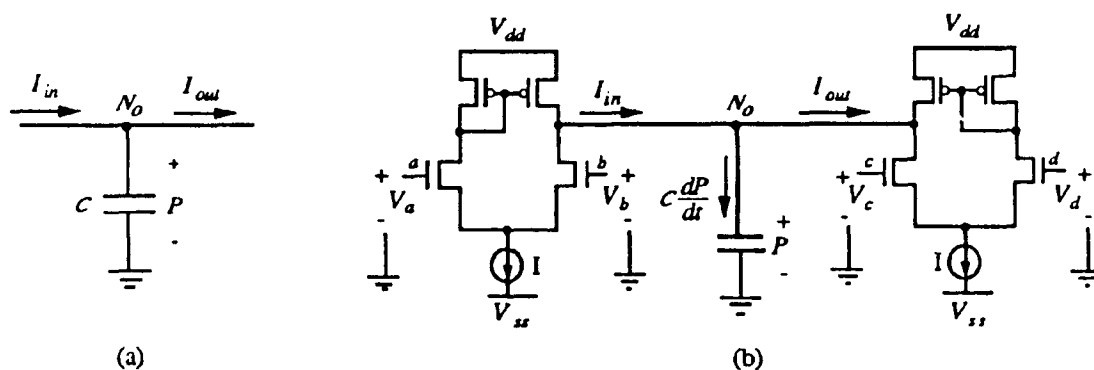 V_dd
V_dd
I_in I_out
N_o
I_in N_o I_out
a b c d
+ + + +
V_a V_b V_c V_d
- - - -
C + P -
C dP/dt
+ P -
I I
V_ss V_ss
(a) (b)